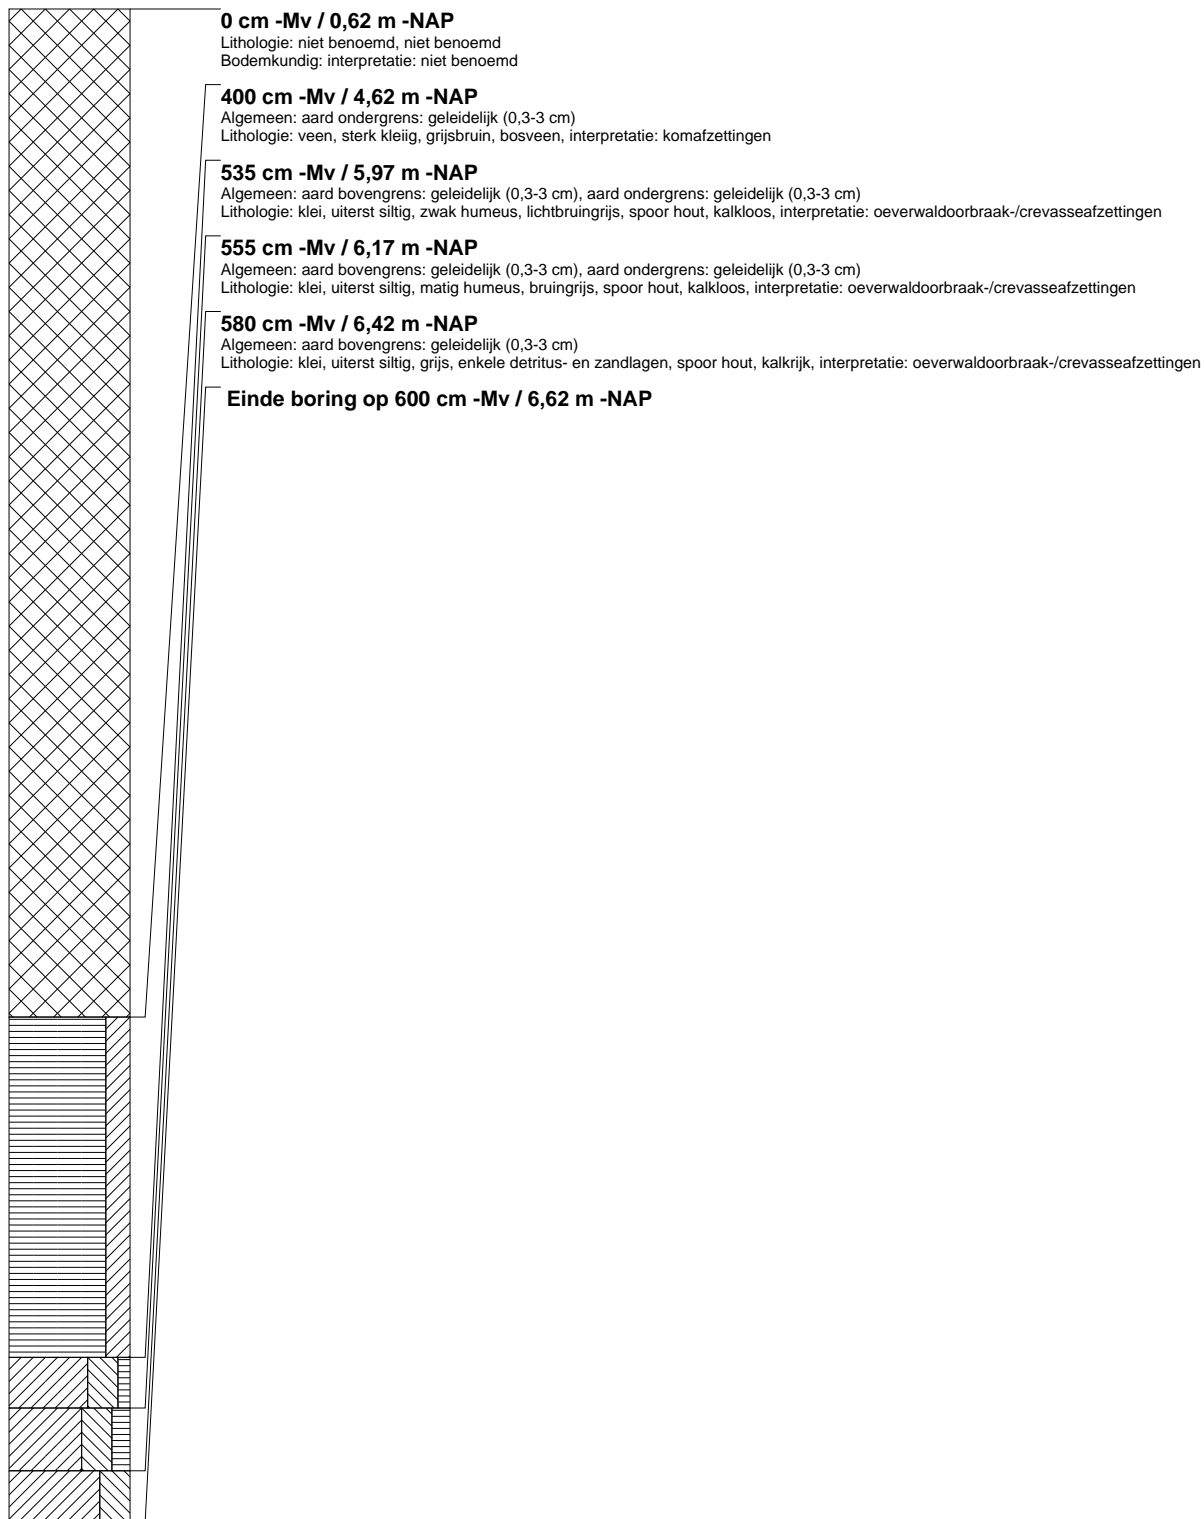 0 cm -Mv / 0,62 m -NAP
Lithologie: niet benoemd, niet benoemd
Bodemkundig: interpretatie: niet benoemd
400 cm -Mv / 4,62 m -NAP
Algemeen: aard ondergrens: geleidelijk (0,3-3 cm)
Lithologie: veen, sterk kleiig, grijsbruin, bosveen, interpretatie: komafzettingen
535 cm -Mv / 5,97 m -NAP
Algemeen: aard bovengrens: geleidelijk (0,3-3 cm), aard ondergrens: geleidelijk (0,3-3 cm)
Lithologie: klei, uiterst siltig, zwak humeus, lichtbruingrijs, spoor hout, kalkloos, interpretatie: oeverwaldoorbraak-/crevasseafzettingen
555 cm -Mv / 6,17 m -NAP
Algemeen: aard bovengrens: geleidelijk (0,3-3 cm), aard ondergrens: geleidelijk (0,3-3 cm)
Lithologie: klei, uiterst siltig, matig humeus, bruingrijs, spoor hout, kalkloos, interpretatie: oeverwaldoorbraak-/crevasseafzettingen
580 cm -Mv / 6,42 m -NAP
Algemeen: aard bovengrens: geleidelijk (0,3-3 cm)
Lithologie: klei, uiterst siltig, grijs, enkele detritus- en zandlagen, spoor hout, kalkrijk, interpretatie: oeverwaldoorbraak-/crevasseafzettingen
Einde boring op 600 cm -Mv / 6,62 m -NAP